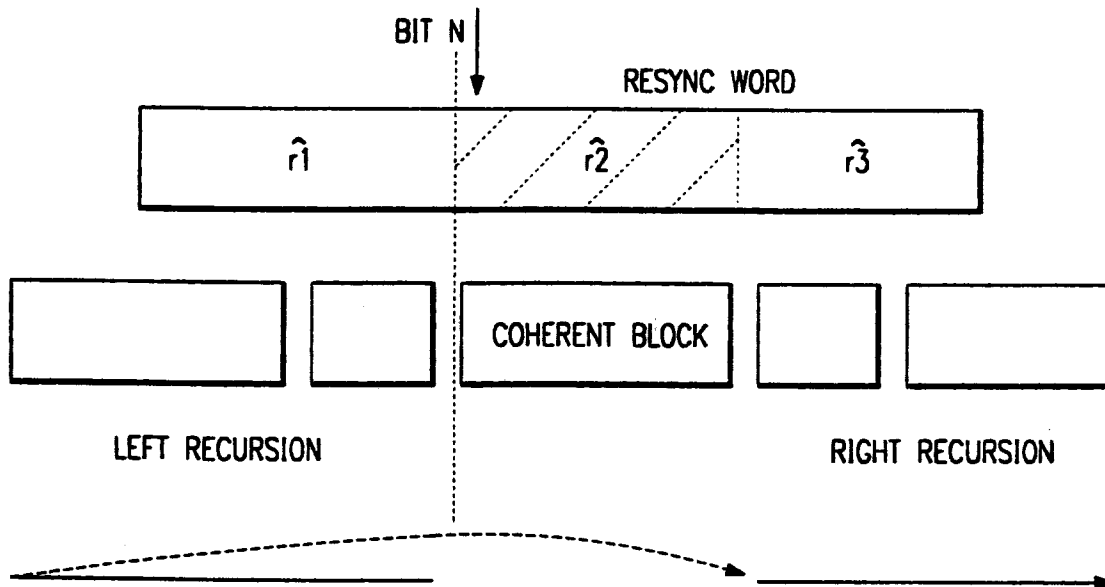 BIT N
RESYNC WORD
r̂1 r̂2 r̂3
COHERENT BLOCK
LEFT RECURSION RIGHT RECURSION